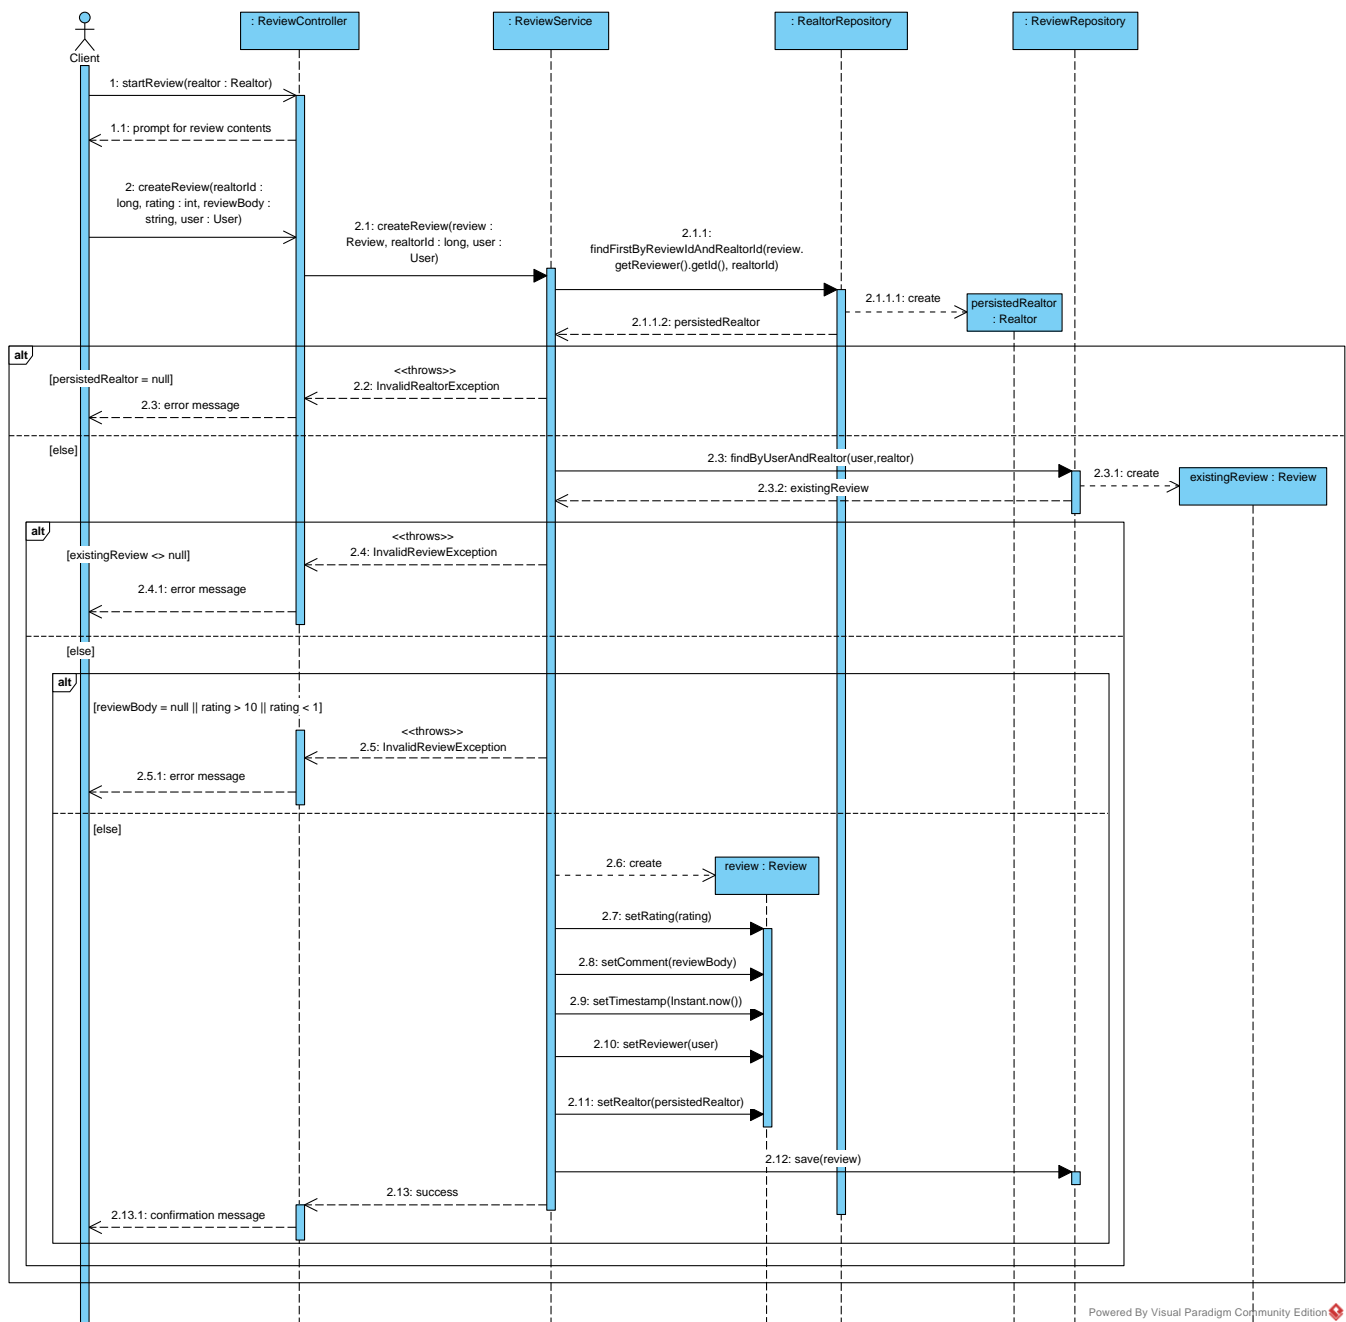 : ReviewController
: ReviewService
: RealtorRepository
: ReviewRepository
Client
1: startReview(realtor : Realtor)
1.1: prompt for review contents
2: createReview(realtorId :
long, rating : int, reviewBody :
string, user : User)
2.1: createReview(review :
Review, realtorId : long, user :
User)
2.1.1:
findFirstByReviewIdAndRealtorId(review.
getReviewer().getId(), realtorId)
2.1.1.1: create
persistedRealtor
: Realtor
2.1.1.2: persistedRealtor
alt
[persistedRealtor = null]
<<throws>>
2.2: InvalidRealtorException
2.3: error message
[else]
2.3: findByUserAndRealtor(user,realtor)
2.3.1: create
existingReview : Review
2.3.2: existingReview
alt
[existingReview <> null]
<<throws>>
2.4: InvalidReviewException
2.4.1: error message
[else]
alt
[reviewBody = null || rating > 10 || rating < 1]
<<throws>>
2.5: InvalidReviewException
2.5.1: error message
[else]
2.6: create
review : Review
2.7: setRating(rating)
2.8: setComment(reviewBody)
2.9: setTimestamp(Instant.now())
2.10: setReviewer(user)
2.11: setRealtor(persistedRealtor)
2.12: save(review)
2.13: success
2.13.1: confirmation message
Powered By Visual Paradigm Community Edition